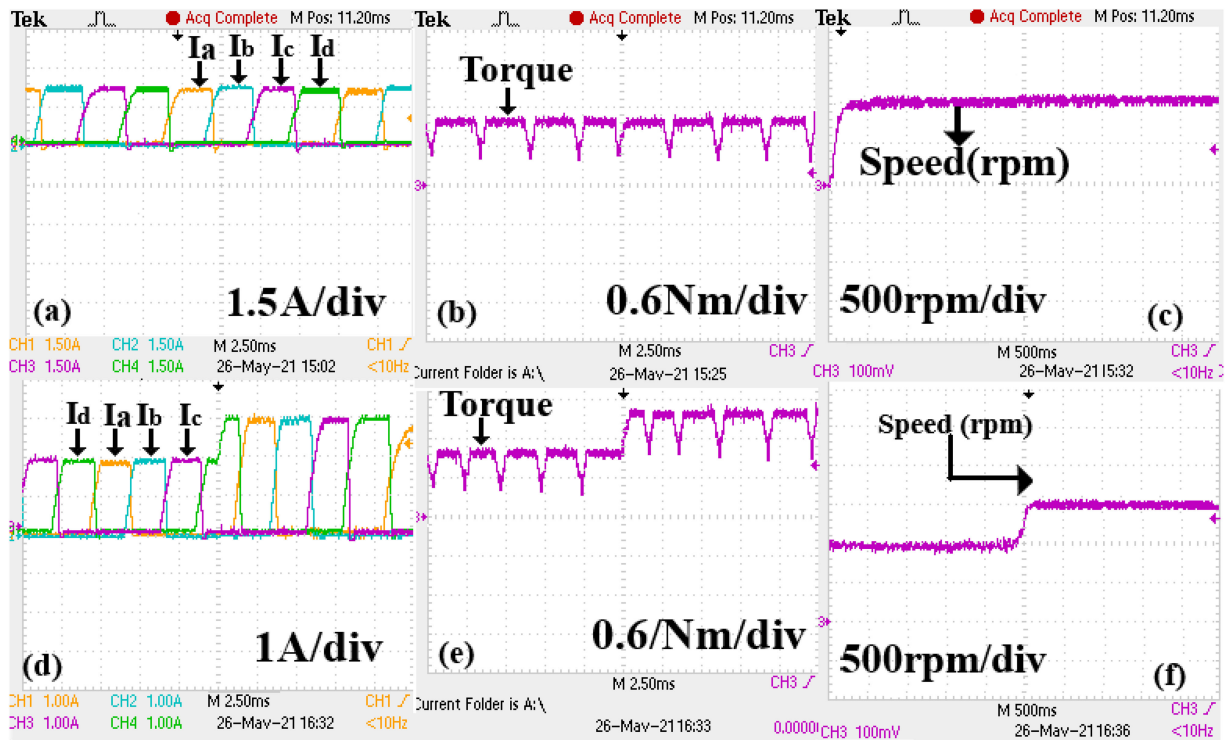 Tek Acq Complete M Pos: 11.20ms
Ia Ib Ic Id
(a) 1.5A/div
CH1 1.50A CH2 1.50A M 2.50ms CH1
CH3 1.50A CH4 1.50A 26-May-21 15:02 <10Hz
Tek Acq Complete M Pos: 11.20ms
Torque
3
(b) 0.6Nm/div
M 2.50ms CH3
Current Folder is A:\ 26-May-21 15:25
Tek Acq Complete M Pos: 11.20ms
Speed(rpm)
3
500rpm/div (c)
M 500ms CH3
CH3 100mV 26-May-21 15:32 <10Hz
Id Ia Ib Ic
(d) 1A/div
CH1 1.00A CH2 1.00A M 2.50ms CH1
CH3 1.00A CH4 1.00A 26-May-21 16:32 <10Hz
Torque
3
(e) 0.6/Nm/div
M 2.50ms CH3
Current Folder is A:\
26-May-21 16:33 0.0000
Speed (rpm)
3
500rpm/div (f)
M 500ms CH3
CH3 100mV 26-May-21 16:36 <10Hz